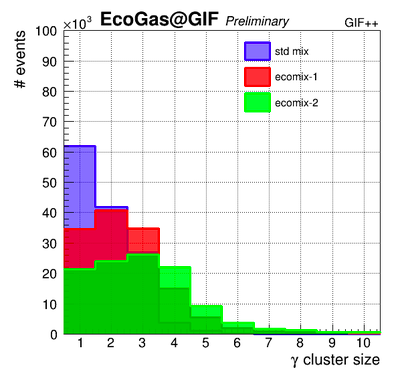 ×10³ EcoGas@GIF Preliminary GIF++
# events
100
90
80
70
60
50
40
30
20
10
0
std mix
ecomix-1
ecomix-2
1 2 3 4 5 6 7 8 9 10
γ cluster size